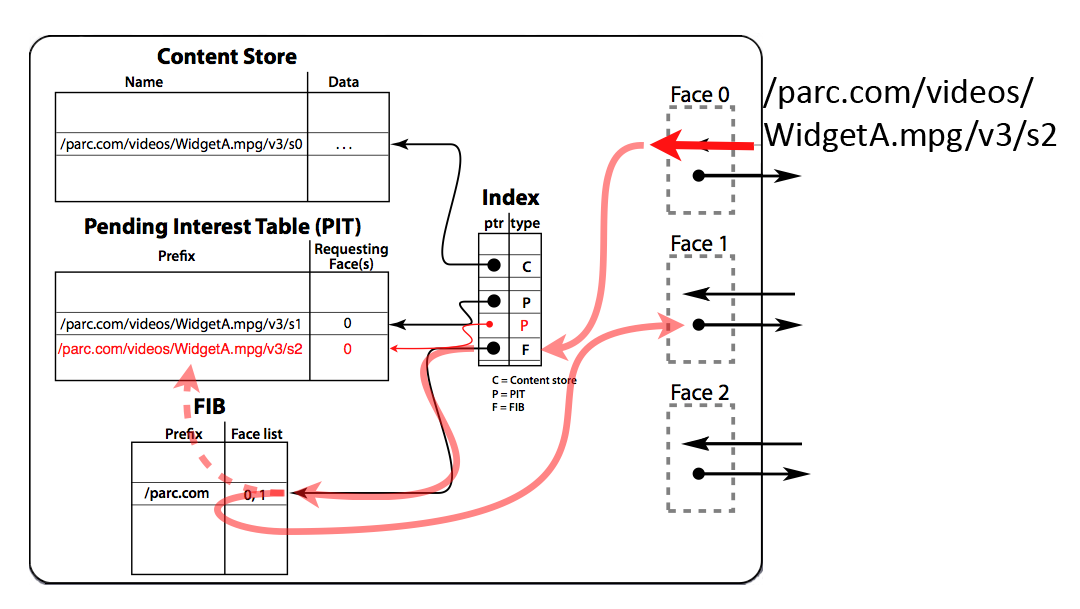 Content Store
Name Data
/parc.com/videos/WidgetA.mpg/v3/s0 ...
Pending Interest Table (PIT)
Prefix Requesting
Face(s)
/parc.com/videos/WidgetA.mpg/v3/s1 0
/parc.com/videos/WidgetA.mpg/v3/s2 0
FIB
Prefix Face list
/parc.com 0, 1
Index
ptr type
C
P
P
F
C = Content store
P = PIT
F = FIB
Face 0
Face 1
Face 2
/parc.com/videos/
WidgetA.mpg/v3/s2